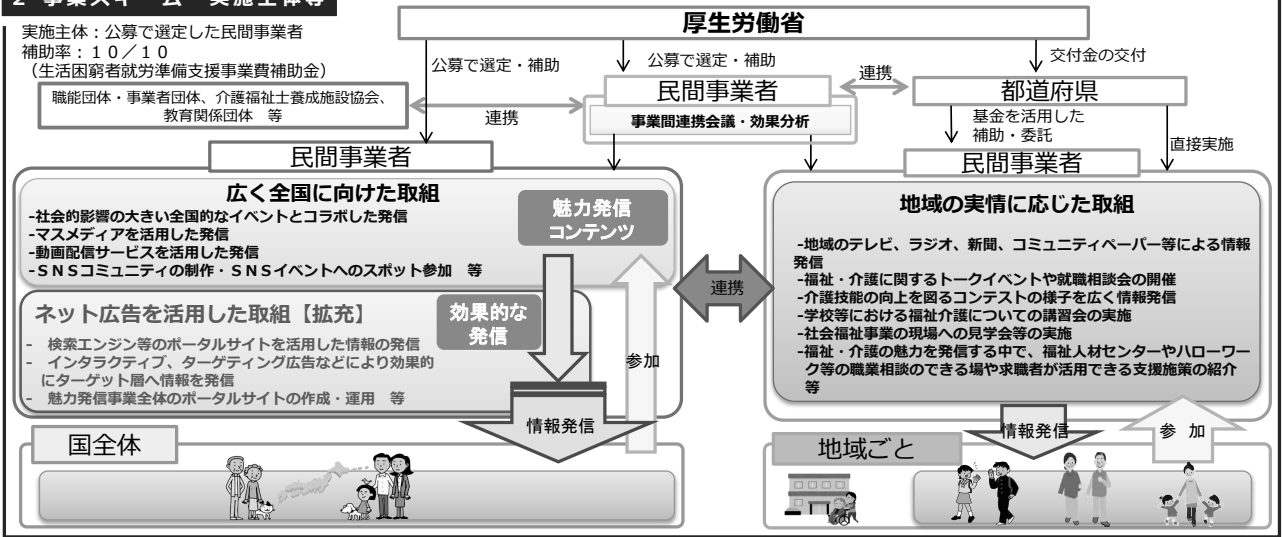 2 事業スキーム・実施主体等
実施主体：公募で選定した民間事業者
補助率：１０／１０
（生活困窮者就労準備支援事業費補助金）
厚生労働省
公募で選定・補助
公募で選定・補助
交付金の交付
職能団体・事業者団体、介護福祉士養成施設協会、
教育関係団体　等
連携
民間事業者
事業間連携会議・効果分析
連携
都道府県
基金を活用した
補助・委託
直接実施
民間事業者
広く全国に向けた取組
-社会的影響の大きい全国的なイベントとコラボした発信
-マスメディアを活用した発信
-動画配信サービスを活用した発信
-ＳＮＳコミュニティの制作・ＳＮＳイベントへのスポット参加　等
魅力発信
コンテンツ
ネット広告を活用した取組【拡充】
-　検索エンジン等のポータルサイトを活用した情報の発信
-　インタラクティブ、ターゲティング広告などにより効果的
にターゲット層へ情報を発信
-　魅力発信事業全体のポータルサイトの作成・運用　等
効果的な
発信
情報発信
参加
連携
民間事業者
地域の実情に応じた取組
-地域のテレビ、ラジオ、新聞、コミュニティペーパー等による情報
発信
-福祉・介護に関するトークイベントや就職相談会の開催
-介護技能の向上を図るコンテストの様子を広く情報発信
-学校等における福祉介護についての講習会の実施
-社会福祉事業の現場への見学会等の実施
-福祉・介護の魅力を発信する中で、福祉人材センターやハローワー
ク等の職業相談のできる場や求職者が活用できる支援施策の紹介
等
情報発信
参　加
国全体
地域ごと